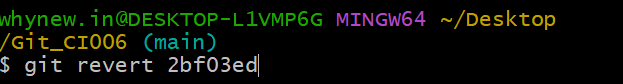 whynew.in@DESKTOP-L1VMP6G MINGW64 ~/Desktop
/Git_CI006 (main)
$ git revert 2bf03ed